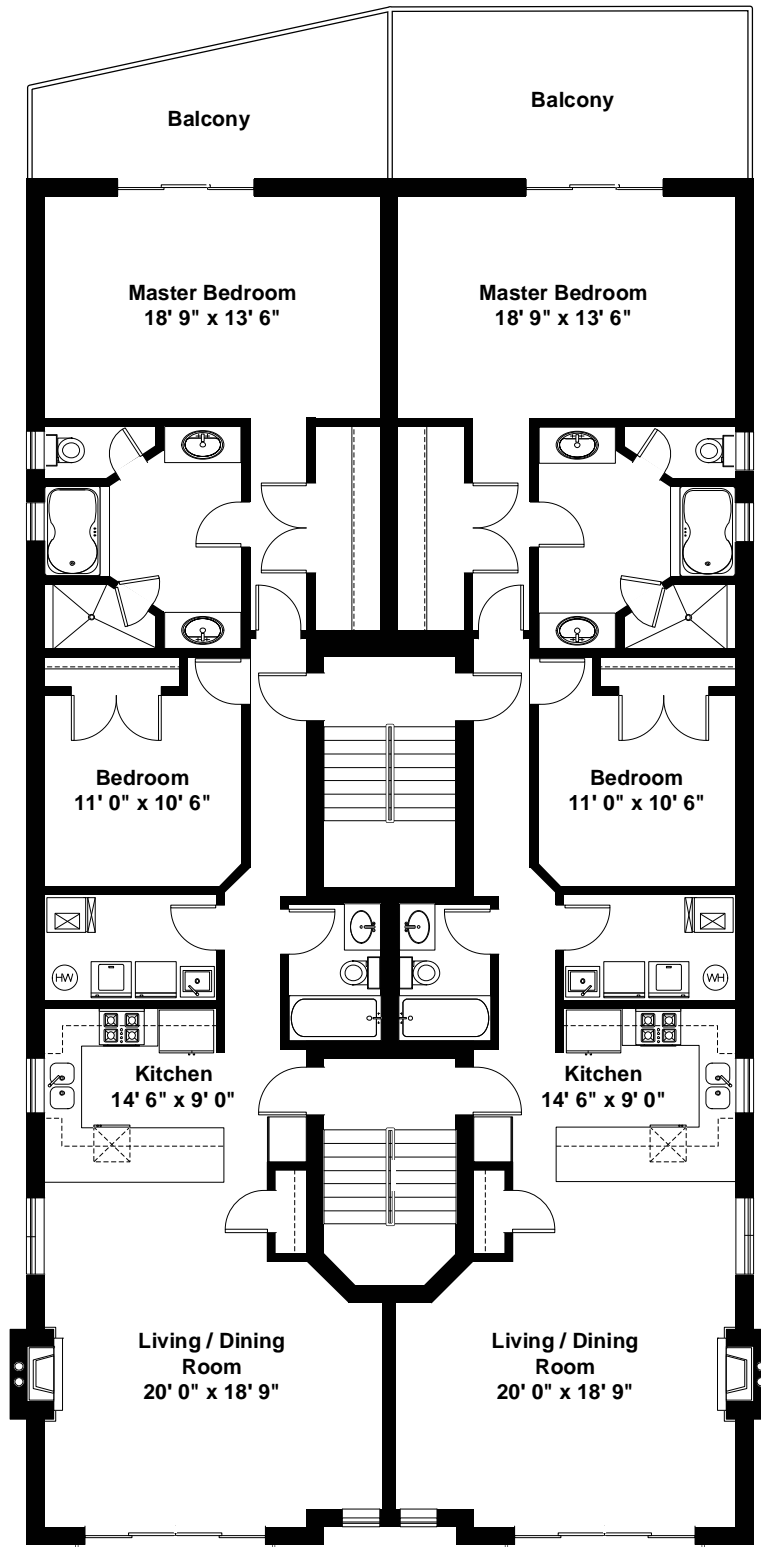 Balcony
Balcony
Master Bedroom
18' 9" x 13' 6"
Master Bedroom
18' 9" x 13' 6"
Bedroom
11' 0" x 10' 6"
Bedroom
11' 0" x 10' 6"
HW
WH
Kitchen
14' 6" x 9' 0"
Kitchen
14' 6" x 9' 0"
Living / Dining
Room
20' 0" x 18' 9"
Living / Dining
Room
20' 0" x 18' 9"